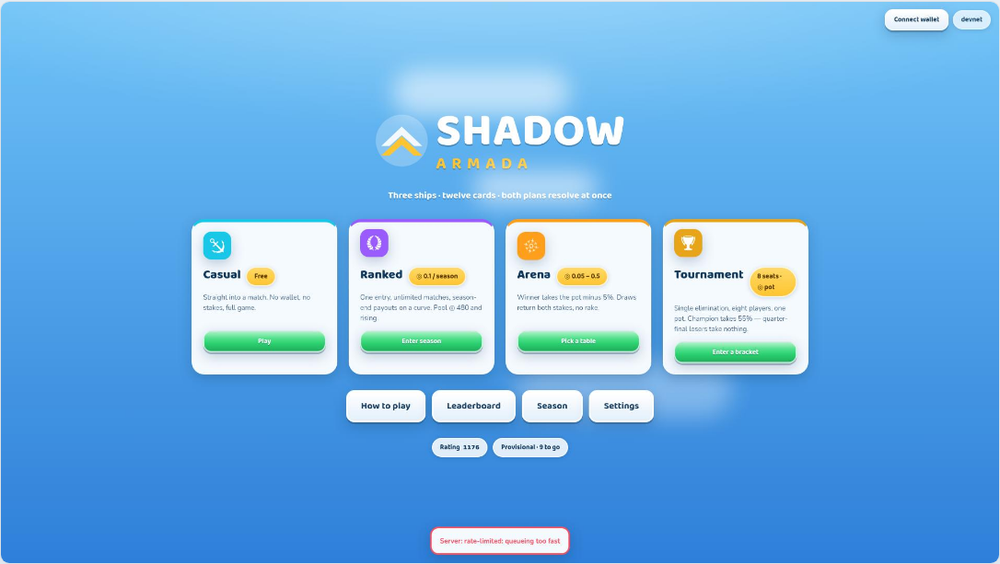 Connect wallet
devnet
SHADOW
ARMADA
Three ships · twelve cards · both plans resolve at once
Casual
Free
Straight into a match. No wallet, no
stakes, full game.
Play
Ranked
◎ 0.1 / season
One entry, unlimited matches, season-
end payouts on a curve. Pool ◎ 480 and
rising.
Enter season
Arena
◎ 0.05 – 0.5
Winner takes the pot minus 5%. Draws
return both stakes, no rake.
Pick a table
Tournament
8 seats ·
◎ pot
Single elimination, eight players, one
pot. Champion takes 55% — quarter-
final losers take nothing.
Enter a bracket
How to play
Leaderboard
Season
Settings
Rating 1176
Provisional · 9 to go
Server: rate-limited: queueing too fast